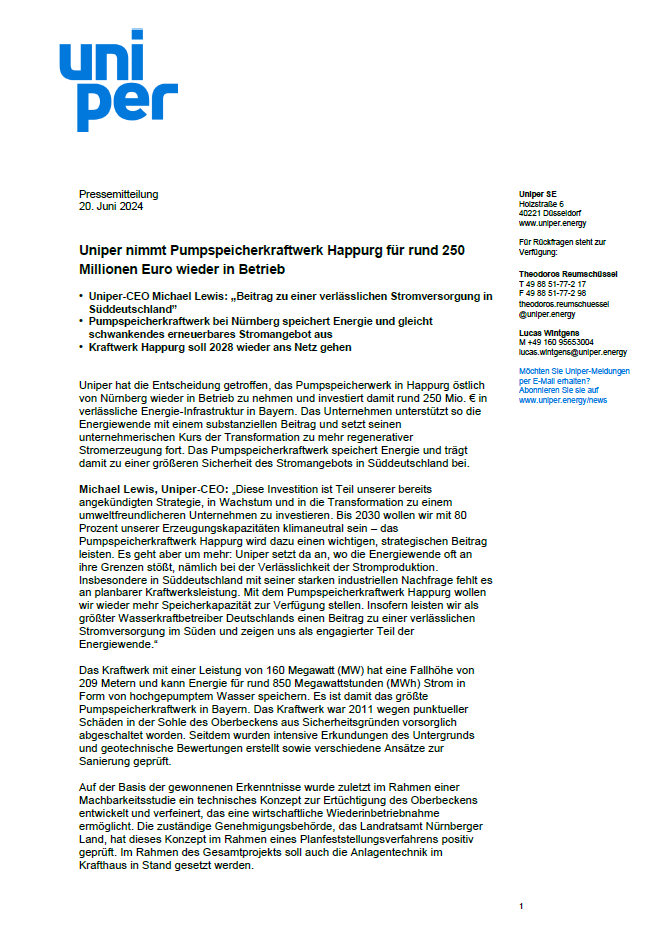 uni
per
Pressemitteilung
20. Juni 2024
Uniper nimmt Pumpspeicherkraftwerk Happurg für rund 250
Millionen Euro wieder in Betrieb
• Uniper-CEO Michael Lewis: „Beitrag zu einer verlässlichen Stromversorgung in
Süddeutschland”
• Pumpspeicherkraftwerk bei Nürnberg speichert Energie und gleicht
schwankendes erneuerbares Stromangebot aus
• Kraftwerk Happurg soll 2028 wieder ans Netz gehen
Uniper hat die Entscheidung getroffen, das Pumpspeicherwerk in Happurg östlich
von Nürnberg wieder in Betrieb zu nehmen und investiert damit rund 250 Mio. € in
verlässliche Energie-Infrastruktur in Bayern. Das Unternehmen unterstützt so die
Energiewende mit einem substanziellen Beitrag und setzt seinen
unternehmerischen Kurs der Transformation zu mehr regenerativer
Stromerzeugung fort. Das Pumpspeicherkraftwerk speichert Energie und trägt
damit zu einer größeren Sicherheit des Stromangebots in Süddeutschland bei.
Michael Lewis, Uniper-CEO: „Diese Investition ist Teil unserer bereits
angekündigten Strategie, in Wachstum und in die Transformation zu einem
umweltfreundlicheren Unternehmen zu investieren. Bis 2030 wollen wir mit 80
Prozent unserer Erzeugungskapazitäten klimaneutral sein – das
Pumpspeicherkraftwerk Happurg wird dazu einen wichtigen, strategischen Beitrag
leisten. Es geht aber um mehr: Uniper setzt da an, wo die Energiewende oft an
ihre Grenzen stößt, nämlich bei der Verlässlichkeit der Stromproduktion.
Insbesondere in Süddeutschland mit seiner starken industriellen Nachfrage fehlt es
an planbarer Kraftwerksleistung. Mit dem Pumpspeicherkraftwerk Happurg wollen
wir wieder mehr Speicherkapazität zur Verfügung stellen. Insofern leisten wir als
größter Wasserkraftbetreiber Deutschlands einen Beitrag zu einer verlässlichen
Stromversorgung im Süden und zeigen uns als engagierter Teil der
Energiewende.“
Das Kraftwerk mit einer Leistung von 160 Megawatt (MW) hat eine Fallhöhe von
209 Metern und kann Energie für rund 850 Megawattstunden (MWh) Strom in
Form von hochgepumptem Wasser speichern. Es ist damit das größte
Pumpspeicherkraftwerk in Bayern. Das Kraftwerk war 2011 wegen punktueller
Schäden in der Sohle des Oberbeckens aus Sicherheitsgründen vorsorglich
abgeschaltet worden. Seitdem wurden intensive Erkundungen des Untergrunds
und geotechnische Bewertungen erstellt sowie verschiedene Ansätze zur
Sanierung geprüft.
Auf der Basis der gewonnenen Erkenntnisse wurde zuletzt im Rahmen einer
Machbarkeitsstudie ein technisches Konzept zur Ertüchtigung des Oberbeckens
entwickelt und verfeinert, das eine wirtschaftliche Wiederinbetriebnahme
ermöglicht. Die zuständige Genehmigungsbehörde, das Landratsamt Nürnberger
Land, hat dieses Konzept im Rahmen eines Planfeststellungsverfahrens positiv
geprüft. Im Rahmen des Gesamtprojekts soll auch die Anlagentechnik im
Krafthaus in Stand gesetzt werden.
Uniper SE
Holzstraße 6
40221 Düsseldorf
www.uniper.energy
Für Rückfragen steht zur
Verfügung:
Theodoros Reumschüssel
T 49 88 51-77-2 17
F 49 88 51-77-2 98
theodoros.reumschuessel
@uniper.energy
Lucas Wintgens
M +49 160 95653004
lucas.wintgens@uniper.energy
Möchten Sie Uniper-Meldungen
per E-Mail erhalten?
Abonnieren Sie sie auf
www.uniper.energy/news
1